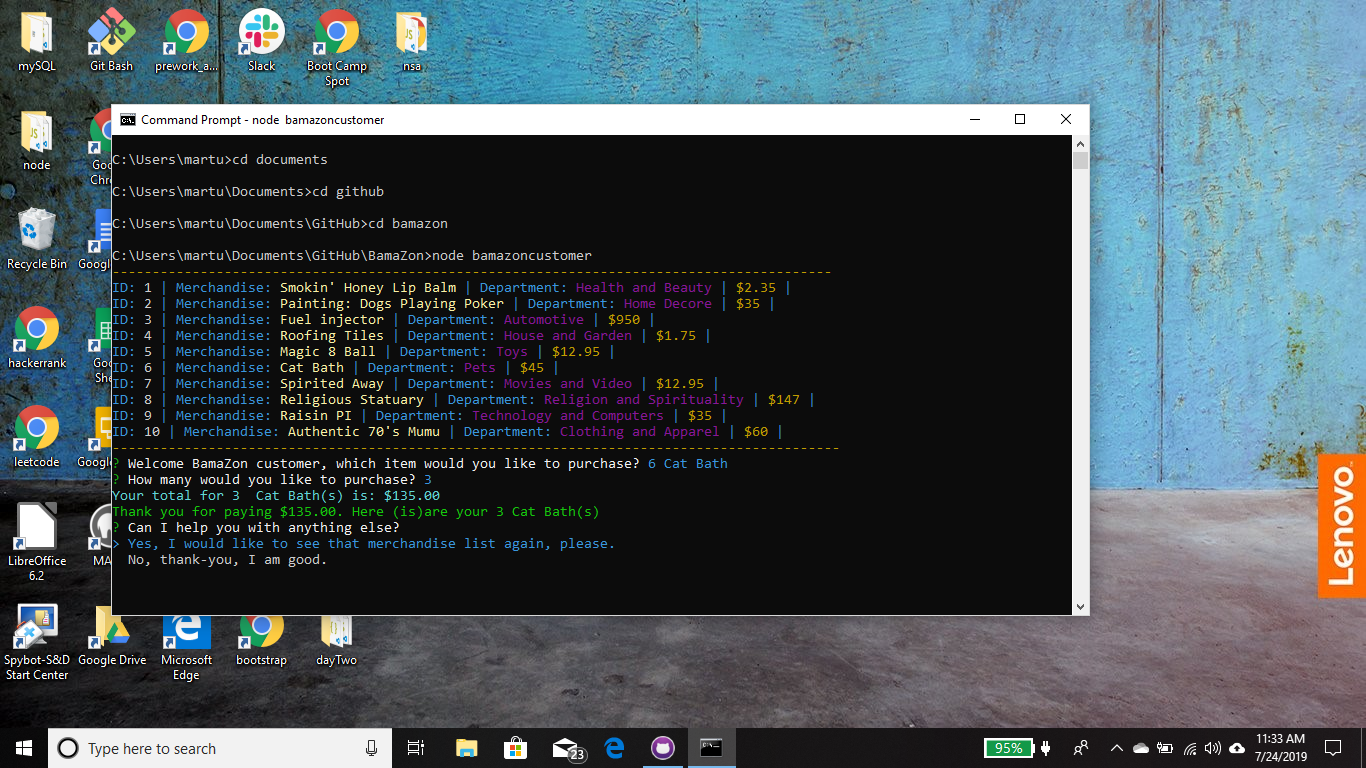 mySQL
Git Bash
prework_a...
Slack
Boot Camp
Spot
nsa
node
Goo
Chro
Recycle Bin
Google
hackerrank
Goo
She
leetcode
Google
LibreOffice
6.2
MA
Spybot-S&D
Start Center
Google Drive
Microsoft
Edge
bootstrap
dayTwo
Command Prompt - node bamazoncustomer
C:\Users\martu>cd documents
C:\Users\martu\Documents>cd github
C:\Users\martu\Documents\GitHub>cd bamazon
C:\Users\martu\Documents\GitHub\BamaZon>node bamazoncustomer
------------------------------------------------------------------------------------------
ID: 1 | Merchandise: Smokin' Honey Lip Balm | Department: Health and Beauty | $2.35 |
ID: 2 | Merchandise: Painting: Dogs Playing Poker | Department: Home Decore | $35 |
ID: 3 | Merchandise: Fuel injector | Department: Automotive | $950 |
ID: 4 | Merchandise: Roofing Tiles | Department: House and Garden | $1.75 |
ID: 5 | Merchandise: Magic 8 Ball | Department: Toys | $12.95 |
ID: 6 | Merchandise: Cat Bath | Department: Pets | $45 |
ID: 7 | Merchandise: Spirited Away | Department: Movies and Video | $12.95 |
ID: 8 | Merchandise: Religious Statuary | Department: Religion and Spirituality | $147 |
ID: 9 | Merchandise: Raisin PI | Department: Technology and Computers | $35 |
ID: 10 | Merchandise: Authentic 70's Mumu | Department: Clothing and Apparel | $60 |
-------------------------------------------------------------------------------------------
? Welcome BamaZon customer, which item would you like to purchase? 6 Cat Bath
? How many would you like to purchase? 3
Your total for 3  Cat Bath(s) is: $135.00
Thank you for paying $135.00. Here (is)are your 3 Cat Bath(s)
? Can I help you with anything else?
> Yes, I would like to see that merchandise list again, please.
No, thank-you, I am good.
Lenovo
Type here to search
23
95%
11:33 AM
7/24/2019